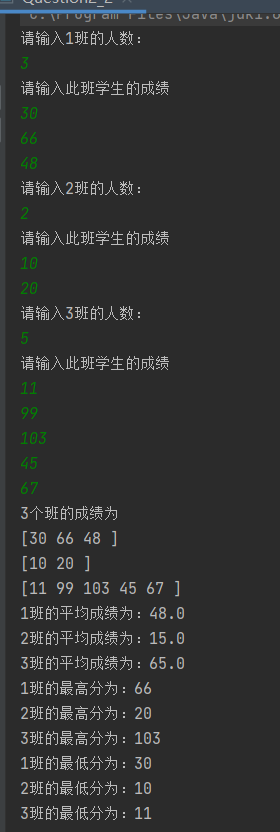 请输入1班的人数：
3
请输入此班学生的成绩
30
66
48
请输入2班的人数：
2
请输入此班学生的成绩
10
20
请输入3班的人数：
5
请输入此班学生的成绩
11
99
103
45
67
3个班的成绩为
[30 66 48 ]
[10 20 ]
[11 99 103 45 67 ]
1班的平均成绩为：48.0
2班的平均成绩为：15.0
3班的平均成绩为：65.0
1班的最高分为：66
2班的最高分为：20
3班的最高分为：103
1班的最低分为：30
2班的最低分为：10
3班的最低分为：11